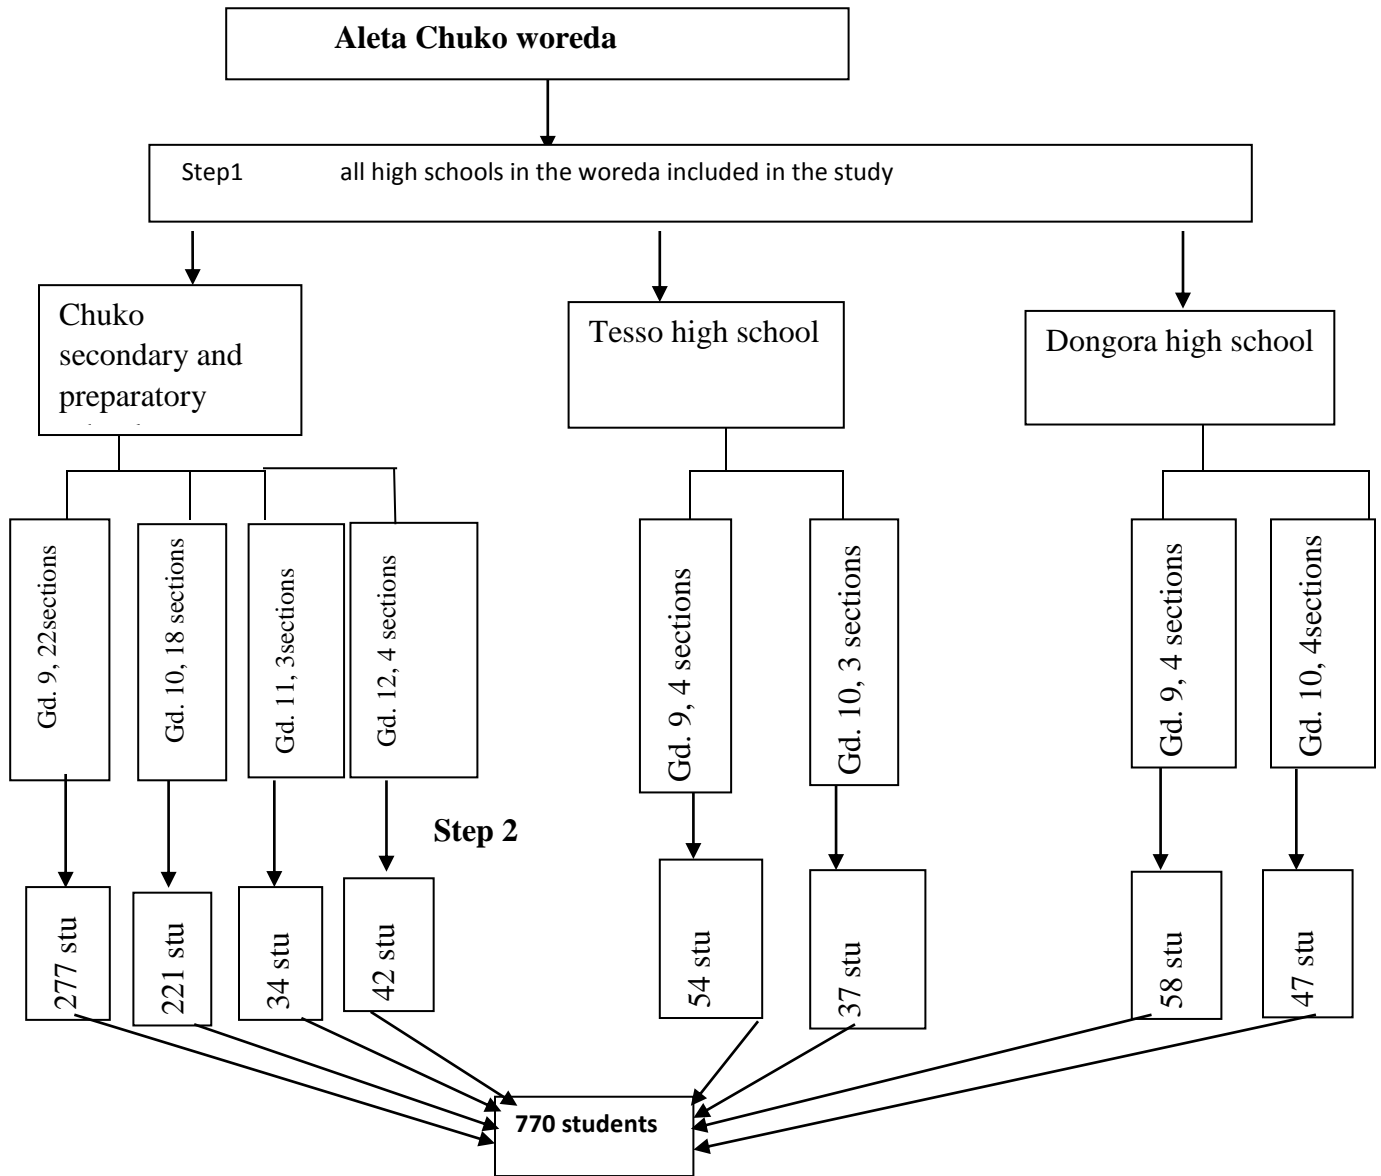 Aleta Chuko woreda
Step1 all high schools in the woreda included in the study
Chuko
secondary and
preparatory
Tesso high school
Dongora high school
Gd. 9, 22sections
Gd. 10, 18 sections
Gd. 11, 3sections
Gd. 12, 4 sections
Gd. 9, 4 sections
Gd. 10, 3 sections
Gd. 9, 4 sections
Gd. 10, 4sections
Step 2
277 stu
221 stu
34 stu
42 stu
54 stu
37 stu
58 stu
47 stu
770 students